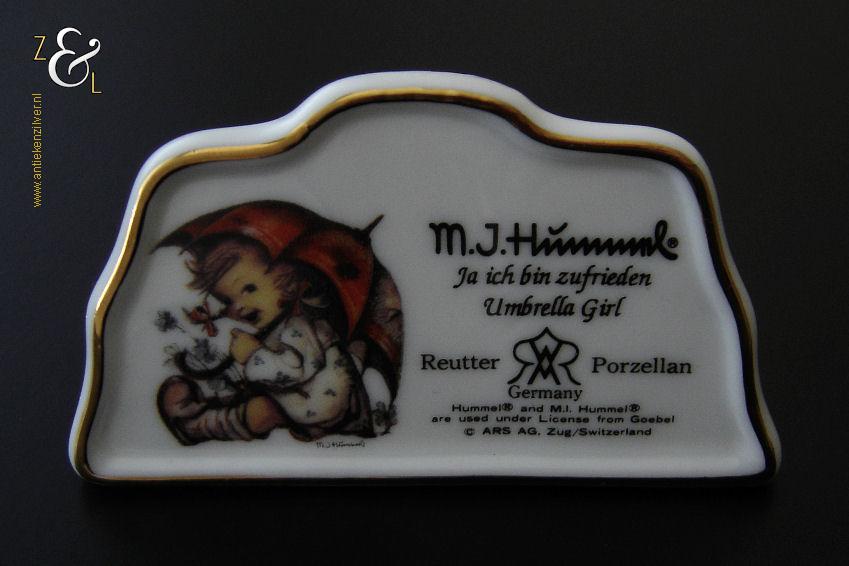 Z & L
www.antiekenzilver.nl
M.J.Hummel®
Ja ich bin zufrieden
Umbrella Girl
Reutter Porzellan
Germany
Hummel® and M.I. Hummel®
are used under License from Goebel
© ARS AG, Zug/Switzerland
M.J.Hummel